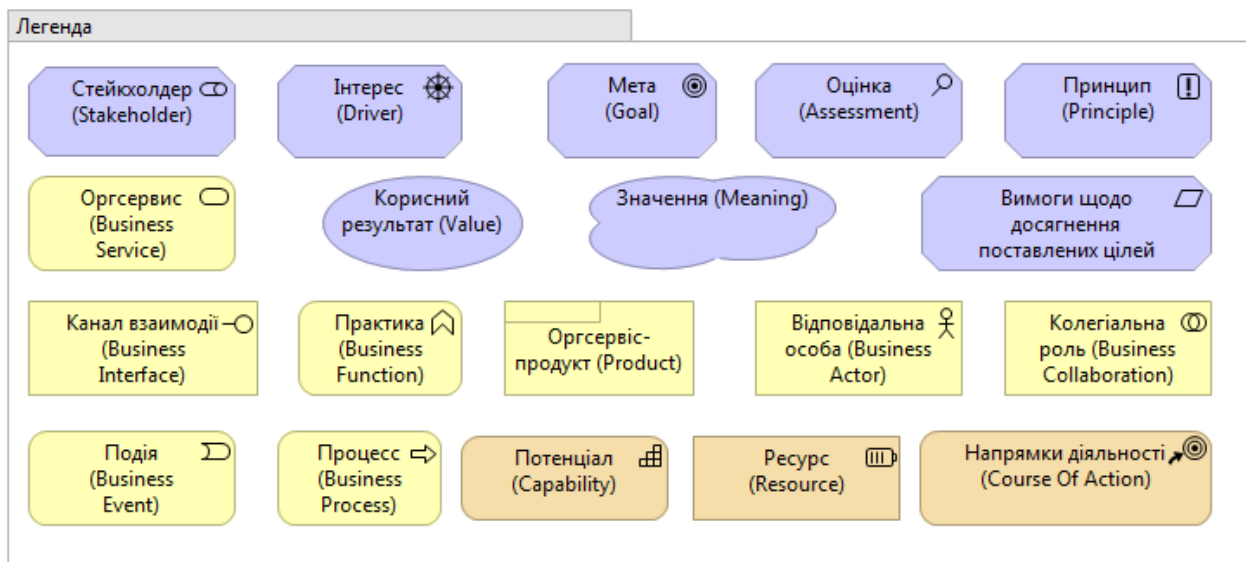 Легенда
Стейкхолдер
(Stakeholder)
Інтерес
(Driver)
Мета
(Goal)
Оцінка
(Assessment)
Принцип
(Principle)
Оргсервис
(Business
Service)
Корисний
результат (Value)
Значення (Meaning)
Вимоги щодо
досягнення
поставлених цілей
Канал взаимодії
(Business
Interface)
Практика
(Business
Function)
Оргсервіс-
продукт (Product)
Відповідальна
особа (Business
Actor)
Колегіальна
роль (Business
Collaboration)
Подія
(Business
Event)
Процесс
(Business
Process)
Потенціал
(Capability)
Ресурс
(Resource)
Напрямки діяльності
(Course Of Action)